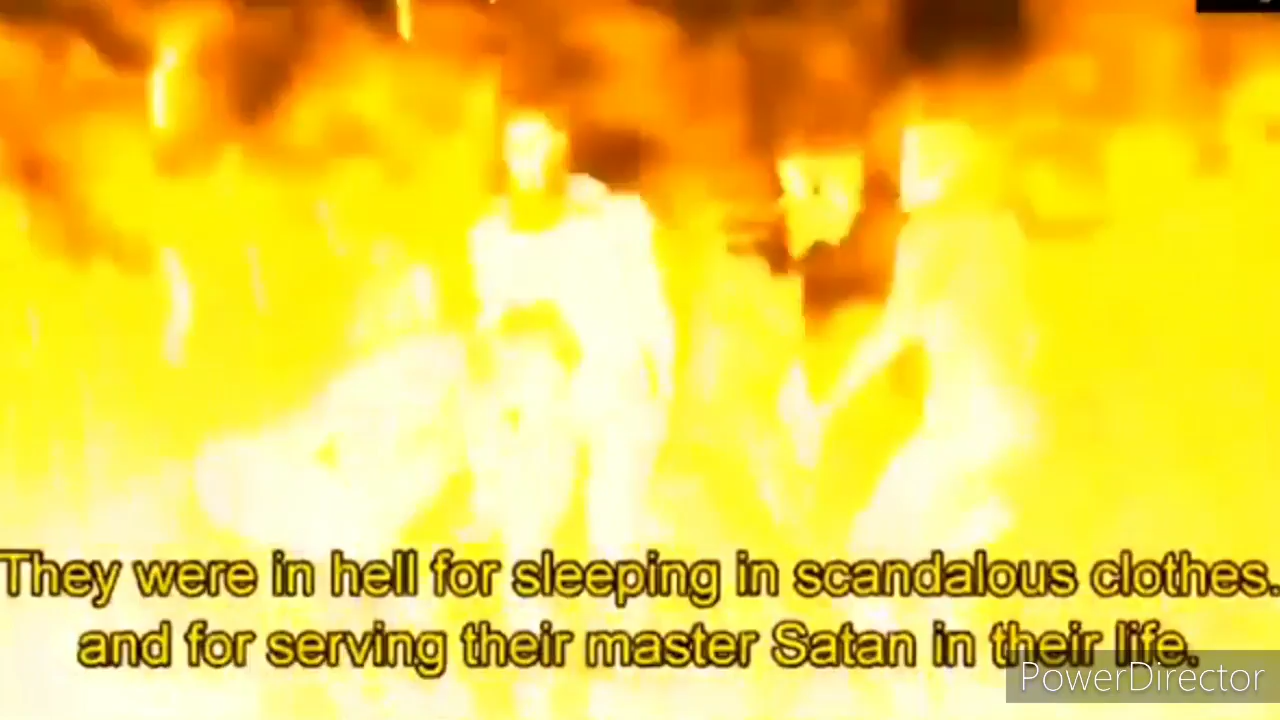 They were in hell for sleeping in scandalous clothes.
and for serving their master Satan in their life.
PowerDirector